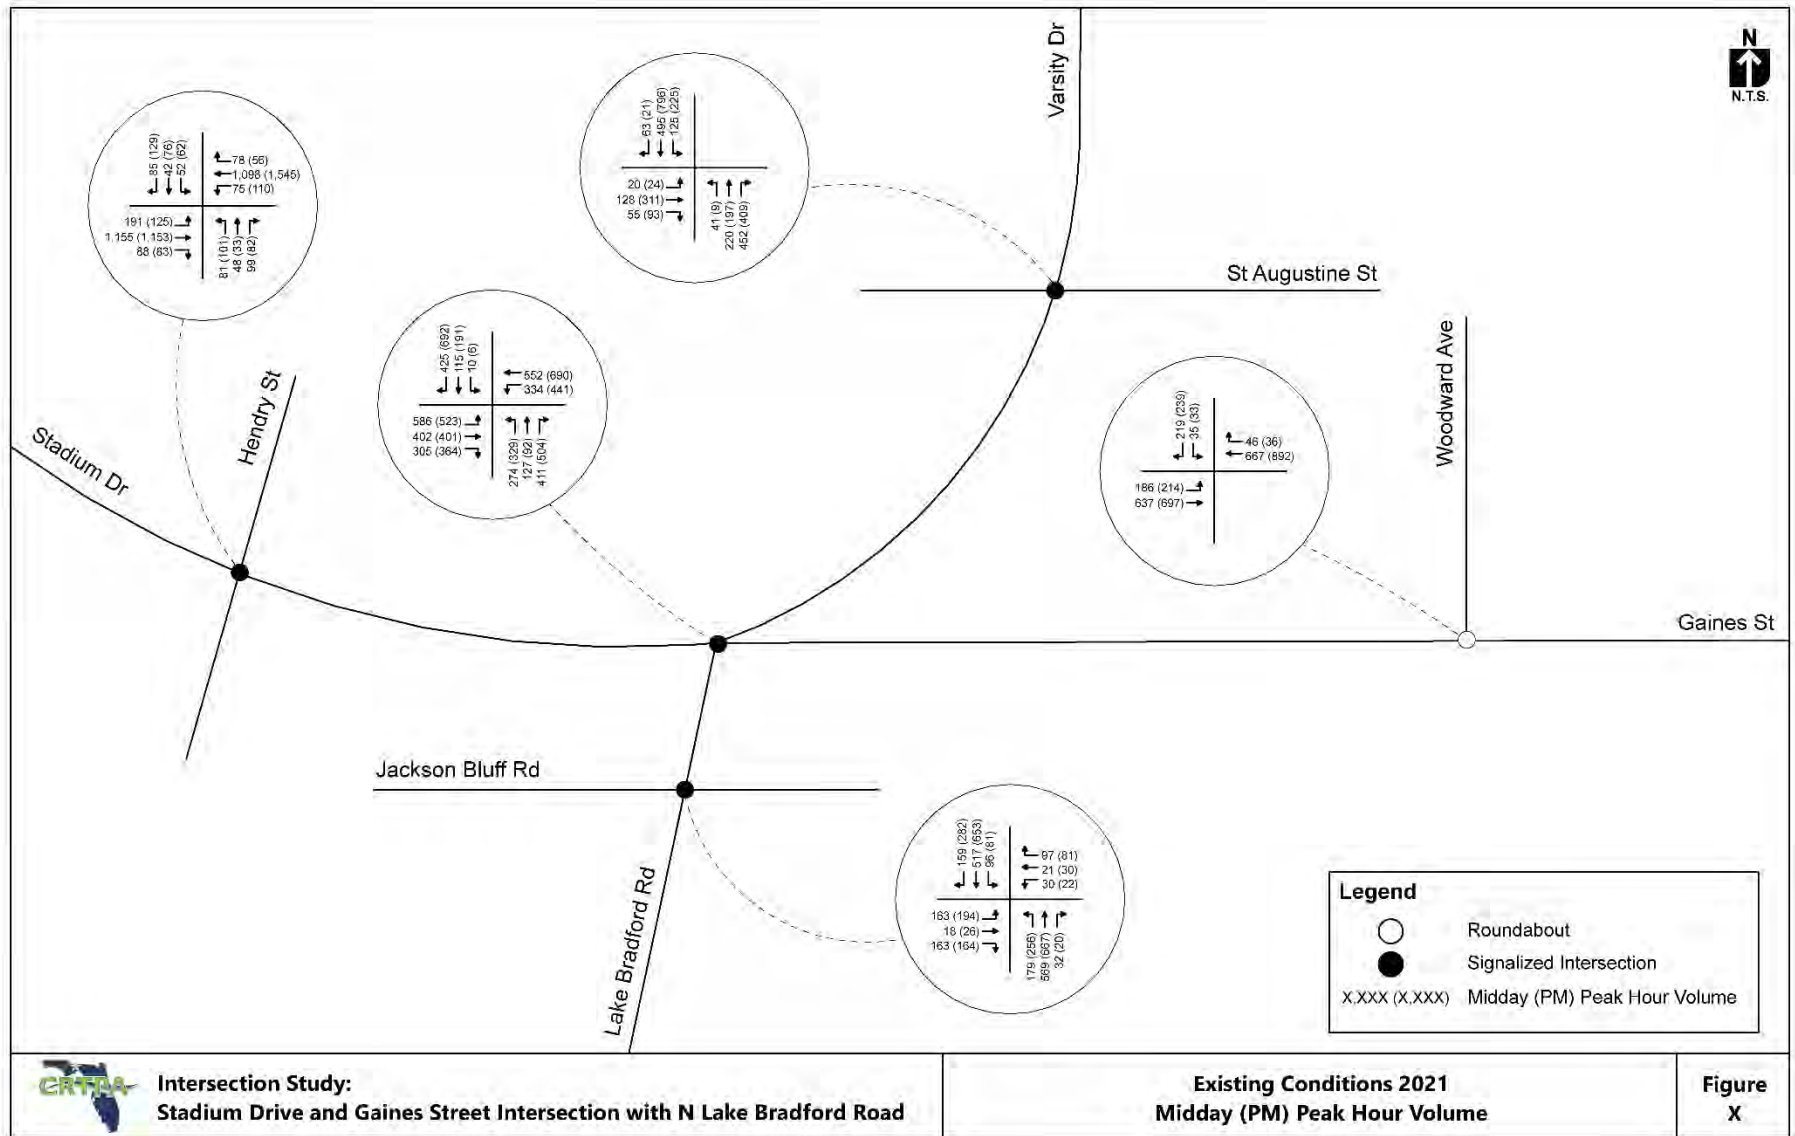 Varsity Dr
N
N.T.S.
63 (21)
495 (796)
125 (225)
20 (24)
128 (311)
55 (93)
41 (9)
220 (197)
452 (409)
85 (129)
42 (76)
52 (62)
78 (56)
1,098 (1,545)
75 (110)
191 (125)
1,155 (1,153)
88 (63)
81 (101)
48 (33)
99 (82)
St Augustine St
425 (692)
115 (191)
10 (6)
552 (690)
334 (441)
586 (523)
402 (401)
305 (364)
274 (329)
127 (92)
411 (504)
Woodward Ave
219 (239)
35 (33)
46 (36)
667 (892)
186 (214)
637 (697)
Hendry St
Stadium Dr
Gaines St
Jackson Bluff Rd
Lake Bradford Rd
159 (282)
517 (653)
96 (81)
97 (81)
21 (30)
30 (22)
163 (194)
18 (26)
163 (164)
179 (256)
569 (667)
32 (20)
Legend
Roundabout
Signalized Intersection
X,XXX (X,XXX) Midday (PM) Peak Hour Volume
CRTPA
Intersection Study:
Stadium Drive and Gaines Street Intersection with N Lake Bradford Road
Existing Conditions 2021
Midday (PM) Peak Hour Volume
Figure
X